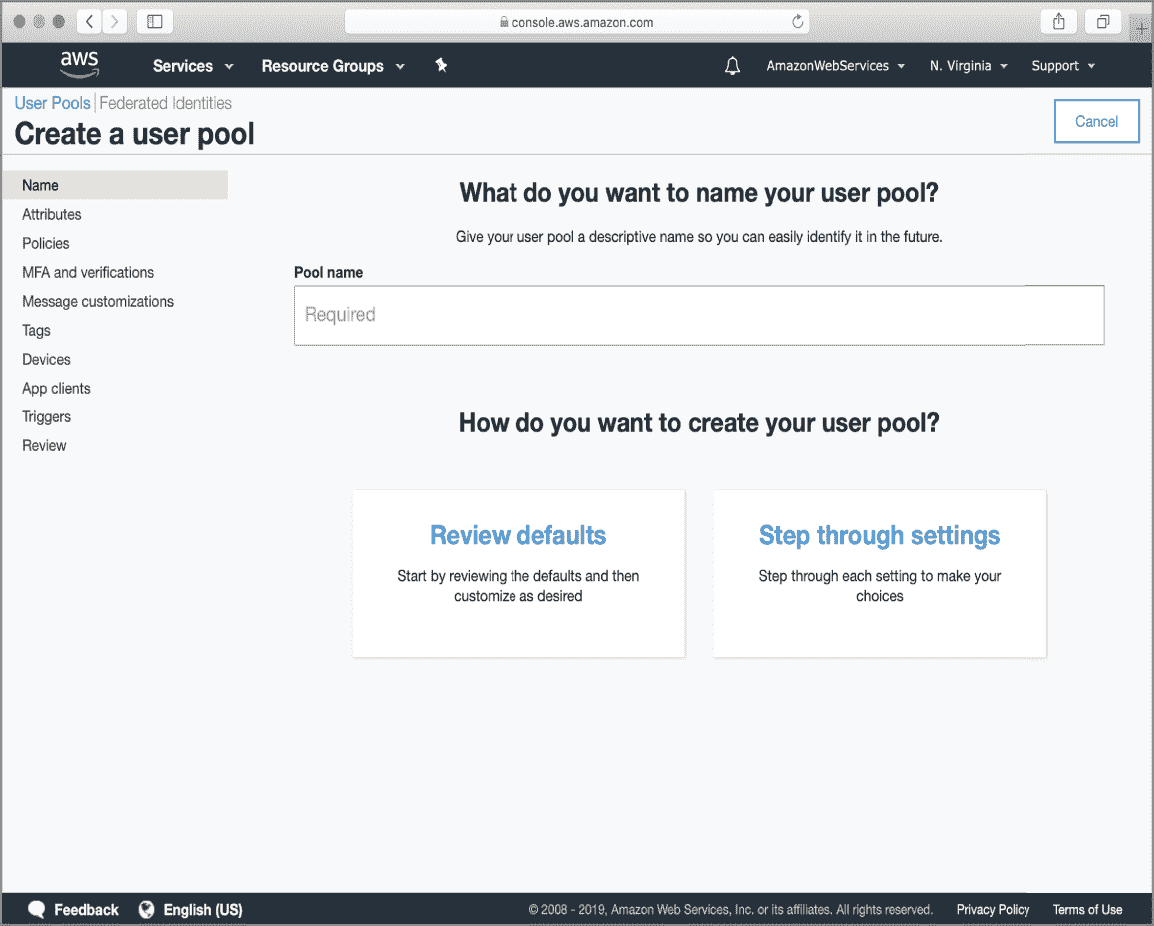 console.aws.amazon.com
aws Services Resource Groups AmazonWebServices N. Virginia Support
User Pools Federated Identities
Create a user pool
Cancel
Name
Attributes
Policies
MFA and verifications
Message customizations
Tags
Devices
App clients
Triggers
Review
What do you want to name your user pool?
Give your user pool a descriptive name so you can easily identify it in the future.
Pool name
Required
How do you want to create your user pool?
Review defaults
Start by reviewing the defaults and then
customize as desired
Step through settings
Step through each setting to make your
choices
Feedback English (US) © 2008 - 2019, Amazon Web Services, Inc. or its affiliates. All rights reserved. Privacy Policy Terms of Use